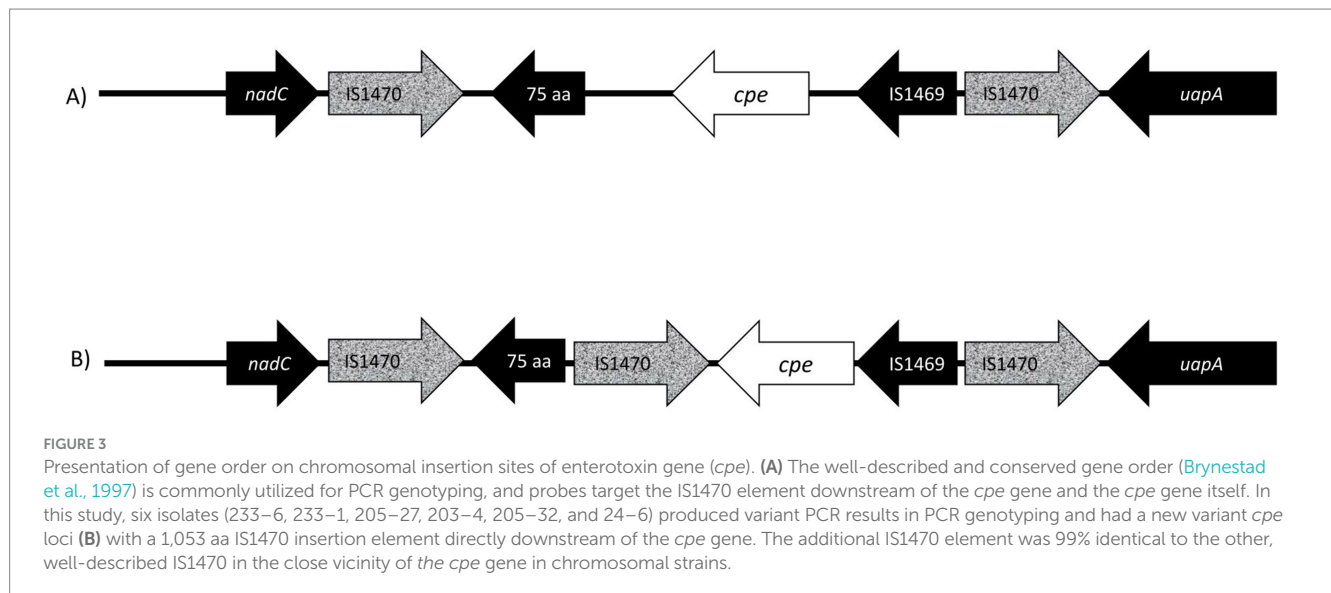 A) nadC IS1470 75 aa cpe IS1469 IS1470 uapA
B) nadC IS1470 75 aa IS1470 cpe IS1469 IS1470 uapA
FIGURE 3
Presentation of gene order on chromosomal insertion sites of enterotoxin gene (cpe). (A) The well-described and conserved gene order (Brynestad
et al., 1997) is commonly utilized for PCR genotyping, and probes target the IS1470 element downstream of the cpe gene and the cpe gene itself. In
this study, six isolates (233–6, 233–1, 205–27, 203–4, 205–32, and 24–6) produced variant PCR results in PCR genotyping and had a new variant cpe
loci (B) with a 1,053 aa IS1470 insertion element directly downstream of the cpe gene. The additional IS1470 element was 99% identical to the other,
well-described IS1470 in the close vicinity of the cpe gene in chromosomal strains.